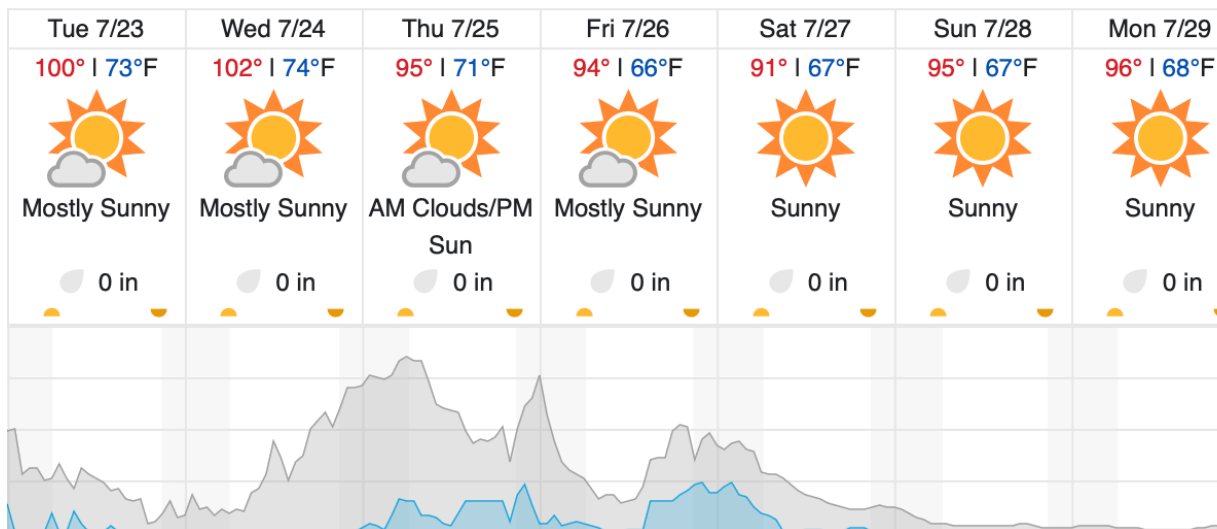 Tue 7/23 Wed 7/24 Thu 7/25 Fri 7/26 Sat 7/27 Sun 7/28 Mon 7/29
100° | 73°F 102° | 74°F 95° | 71°F 94° | 66°F 91° | 67°F 95° | 67°F 96° | 68°F
Mostly Sunny Mostly Sunny AM Clouds/PM Mostly Sunny Sunny Sunny Sunny
Sun
0 in 0 in 0 in 0 in 0 in 0 in 0 in